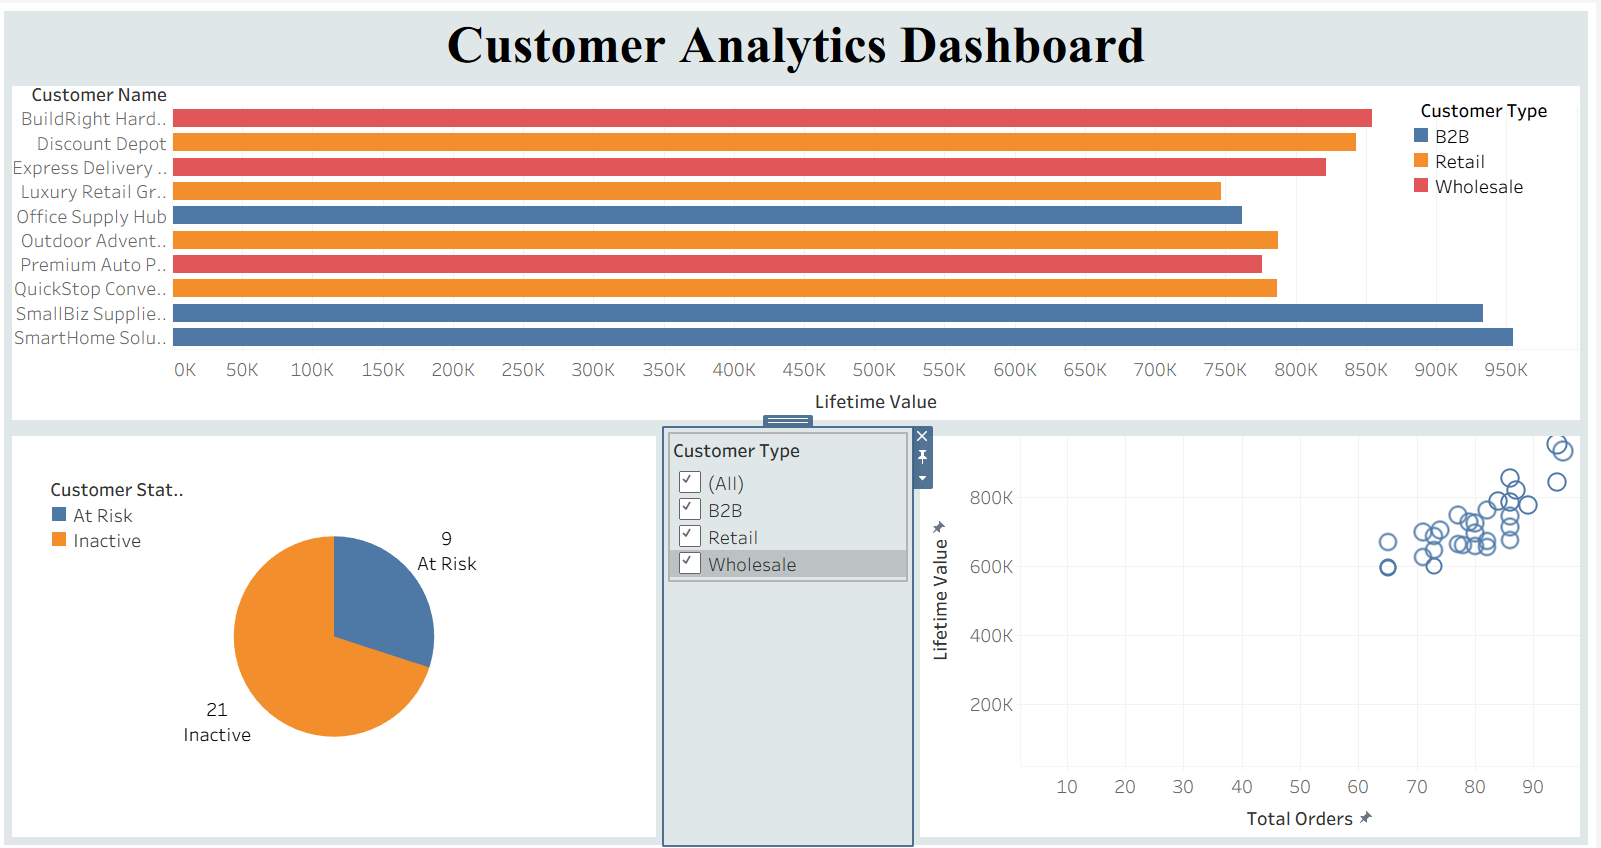 Customer Analytics Dashboard
Customer Name
BuildRight Hard..
Discount Depot
Express Delivery ..
Luxury Retail Gr..
Office Supply Hub
Outdoor Advent..
Premium Auto P..
QuickStop Conve..
SmallBiz Supplie..
SmartHome Solu..
0K 50K 100K 150K 200K 250K 300K 350K 400K 450K 500K 550K 600K 650K 700K 750K 800K 850K 900K 950K
Lifetime Value
Customer Type
B2B
Retail
Wholesale
Customer Stat..
At Risk
Inactive
9
At Risk
21
Inactive
Customer Type
(All)
B2B
Retail
Wholesale
Lifetime Value
800K
600K
400K
200K
10 20 30 40 50 60 70 80 90
Total Orders